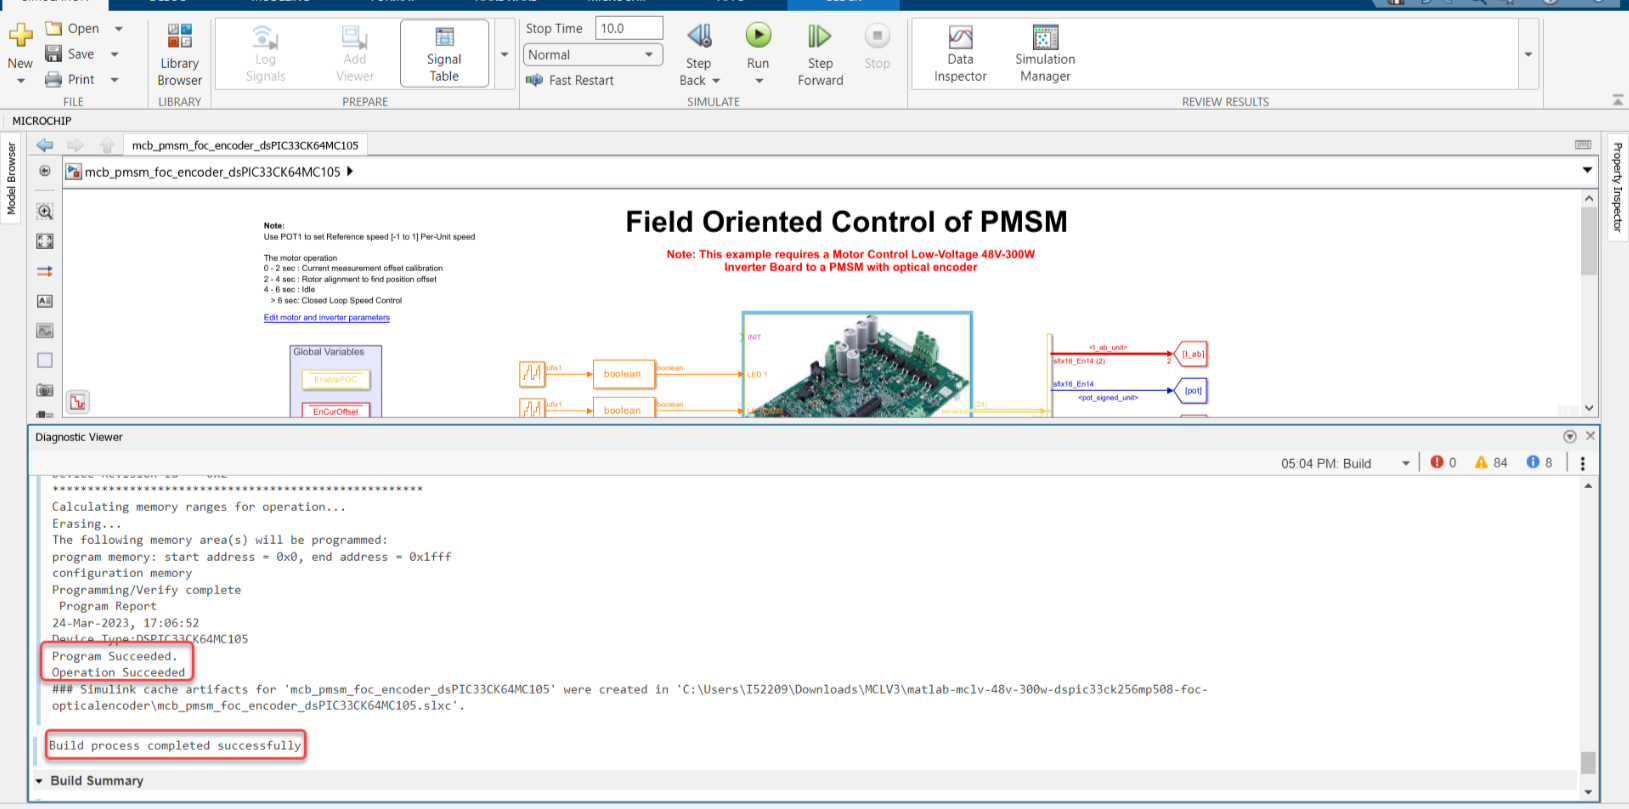 Open
Save
Print
New
FILE
Library
Browser
LIBRARY
Log
Signals
Add
Viewer
Signal
Table
PREPARE
Stop Time 10.0
Normal
Fast Restart
Step
Back
Run
Step
Forward
Stop
SIMULATE
Data
Inspector
Simulation
Manager
REVIEW RESULTS
MICROCHIP
Model Browser
Property Inspector
mcb_pmsm_foc_encoder_dsPIC33CK64MC105
mcb_pmsm_foc_encoder_dsPIC33CK64MC105
Note:
Use POT1 to set Reference speed [-1 to 1] Per-Unit speed
The motor operation
0 - 2 sec : Current measurement offset calibration
2 - 4 sec : Rotor alignment to find position offset
4 - 6 sec : Idle
> 6 sec: Closed Loop Speed Control
Edit motor and inverter parameters
Field Oriented Control of PMSM
Note: This example requires a Motor Control Low-Voltage 48V-300W
Inverter Board to a PMSM with optical encoder
Global Variables
EnableFOC
EnCurOffset
ufix1
boolean
boolean
INIT
LED 1
ufix1
boolean
boolean
sensors
(24)
<I_ab_unit>
sfix16_En14 (2)
2
[I_ab]
sfix16_En14
<pot_signed_unit>
[pot]
Diagnostic Viewer
05:04 PM: Build
0
84
8
**************************************************
Calculating memory ranges for operation...
Erasing...
The following memory area(s) will be programmed:
program memory: start address = 0x0, end address = 0x1fff
configuration memory
Programming/Verify complete
Program Report
24-Mar-2023, 17:06:52
Device Type:DSPIC33CK64MC105
Program Succeeded.
Operation Succeeded
### Simulink cache artifacts for 'mcb_pmsm_foc_encoder_dsPIC33CK64MC105' were created in 'C:\Users\I52209\Downloads\MCLV3\matlab-mclv-48v-300w-dspic33ck256mp508-foc-
opticalencoder\mcb_pmsm_foc_encoder_dsPIC33CK64MC105.slxc'.
Build process completed successfully
Build Summary